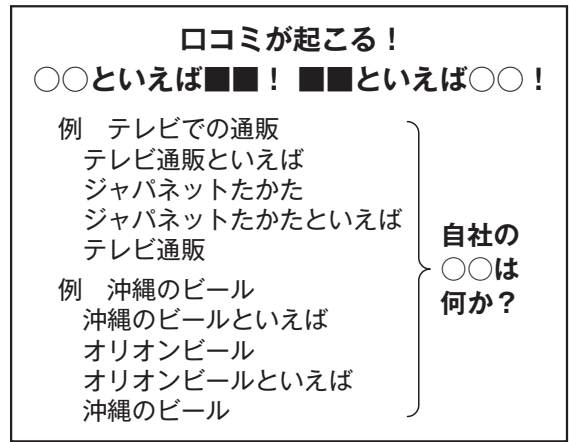 口コミが起こる！
○○といえば■■！ ■■といえば○○！
例　テレビでの通販
テレビ通販といえば
ジャパネットたかた
ジャパネットたかたといえば
テレビ通販
例　沖縄のビール
沖縄のビールといえば
オリオンビール
オリオンビールといえば
沖縄のビール
自社の
○○は
何か？